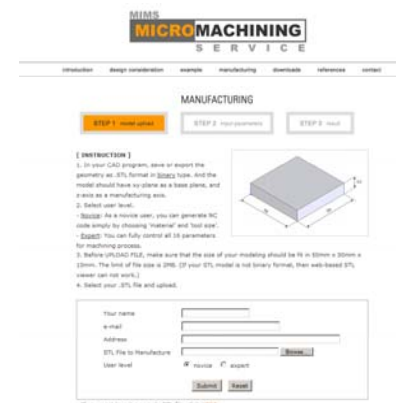 MIMS
MICROMACHINING
SERVICE
introduction design consideration example manufacturing downloads references contact
MANUFACTURING
STEP 1 model upload STEP 2 input parameters STEP 3 result
[ INSTRUCTION ]
1. In your CAD program, save or export the
geometry as .STL format in binary type. And the
model should have xy-plane as a base plane, and
z-axis as a manufacturing axis.
2. Select user level.
- Novice: As a novice user, you can generate NC
code simply by choosing 'material' and 'tool size'.
- Expert: You can fully control all 16 parameters
for machining process.
3. Before UPLOAD FILE, make sure that the size of your modeling should be fit in 50mm x 50mm x
10mm. The limit of file size is 2MB. (If your STL model is not binary format, then web-based STL
viewer can not work.)
4. Select your .STL file and upload.
Your name
e-mail
Address
STL File to Manufacture Browse...
User level novice expert
Submit Reset